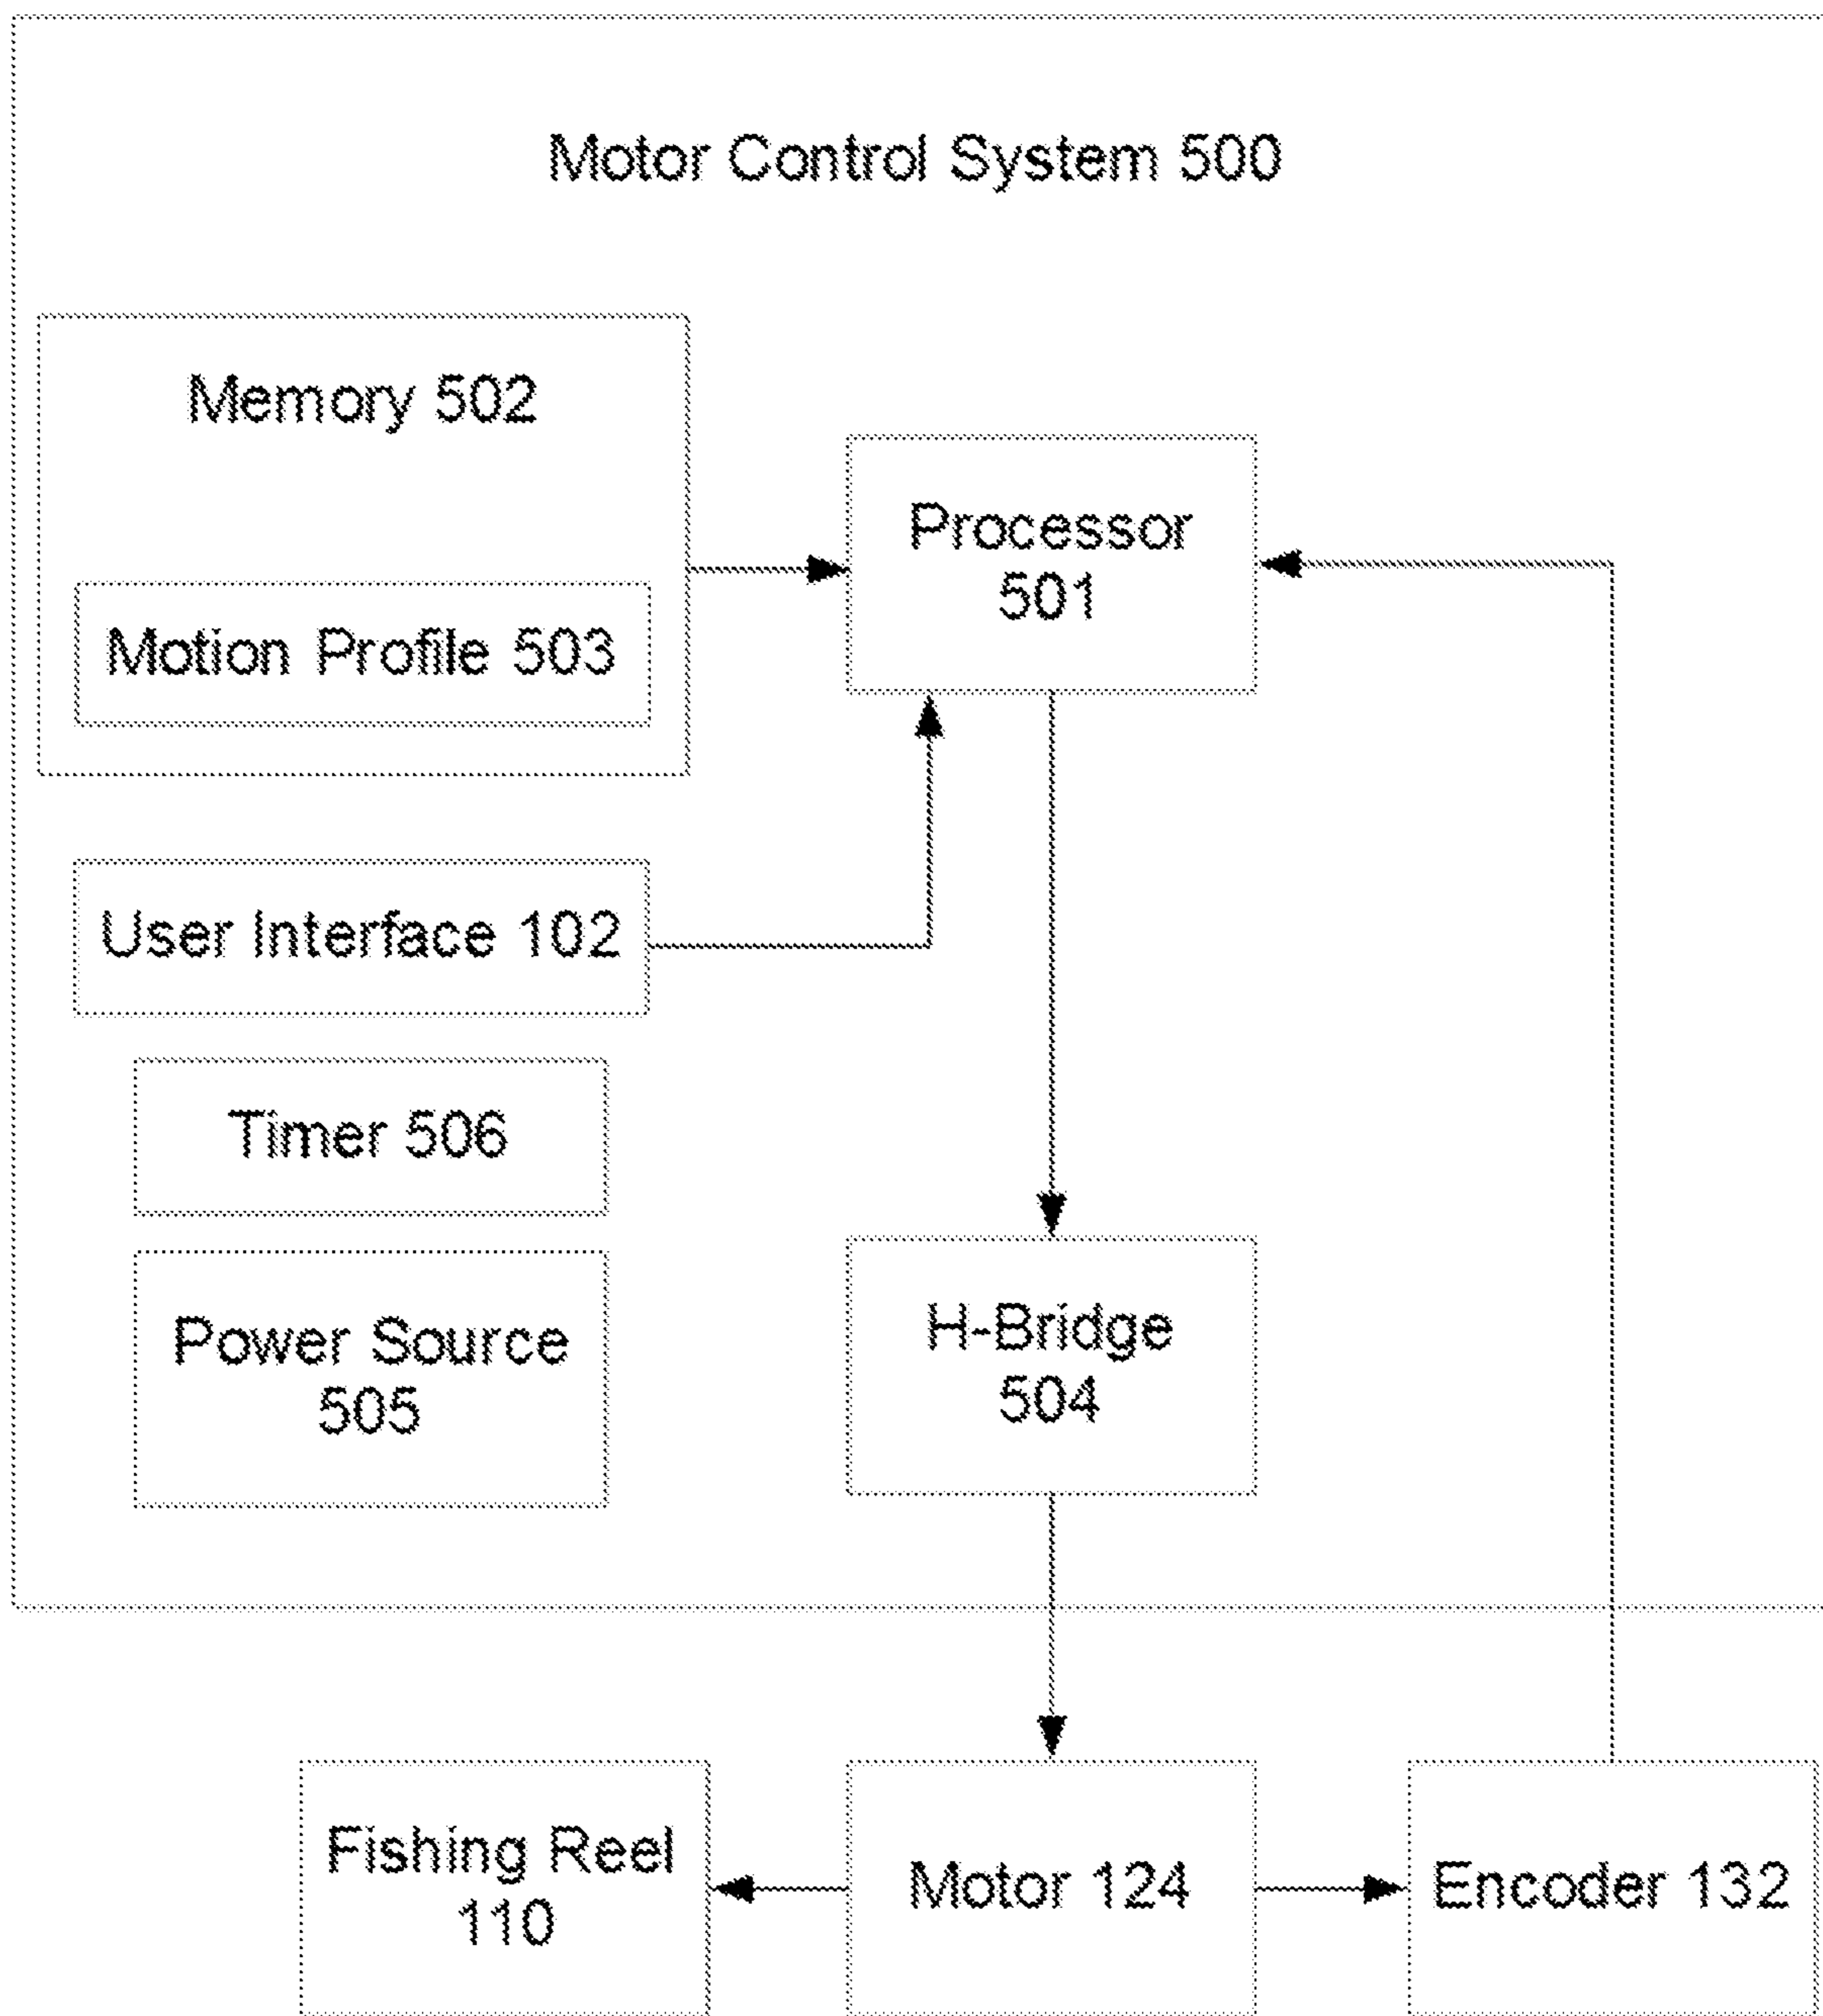 Motor Control System 500
Memory 502
Processor
501
Motion Profile 503
User Interface 102
Timer 506
Power Source
505
H-Bridge
504
Fishing Reel
110
Motor 124
Encoder 132